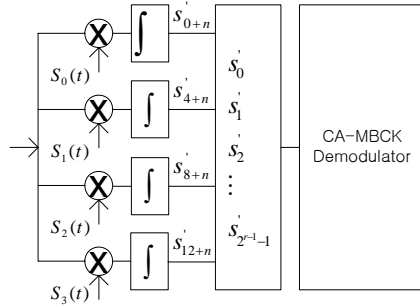 X
∫
s'₀₊ₙ
S₀(t)
X
∫
s'₄₊ₙ
S₁(t)
X
∫
s'₈₊ₙ
S₂(t)
X
∫
s'₁₂₊ₙ
S₃(t)
s'₀
s'₁
s'₂
⋮
s'_{2^{r-1}-1}
CA-MBCK
Demodulator